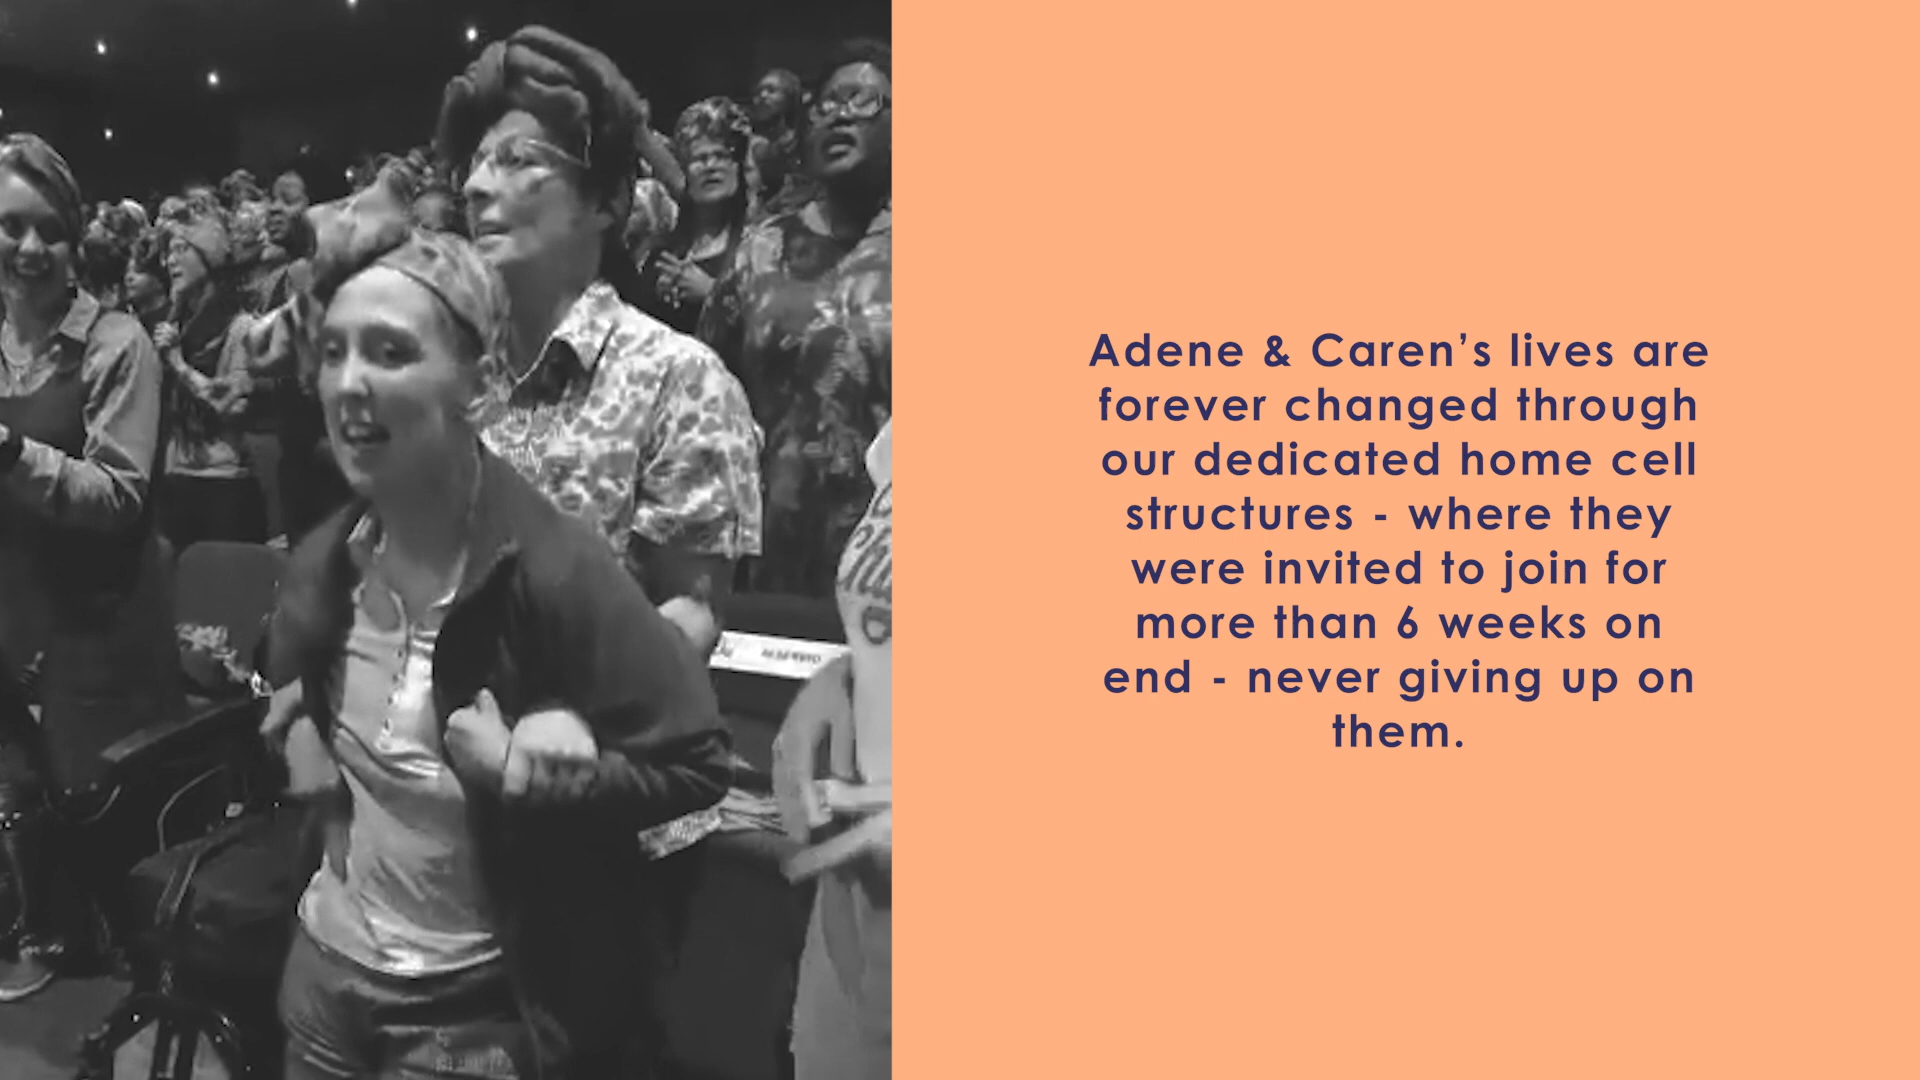 Adene & Caren’s lives are
forever changed through
our dedicated home cell
structures - where they
were invited to join for
more than 6 weeks on
end - never giving up on
them.